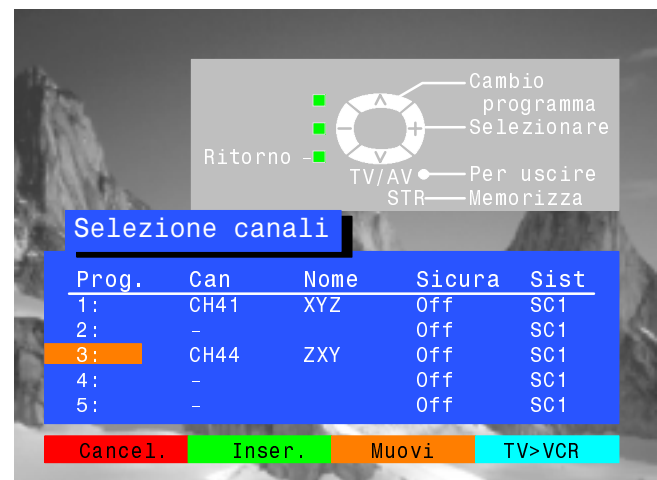 Cambio
programma
Selezionare
Ritorno
TV/AV Per uscire
STR Memorizza
Selezione canali
Prog. Can Nome Sicura Sist
1: CH41 XYZ Off SC1
2: – Off SC1
3: CH44 ZXY Off SC1
4: – Off SC1
5: – Off SC1
Cancel. Inser. Muovi TV>VCR